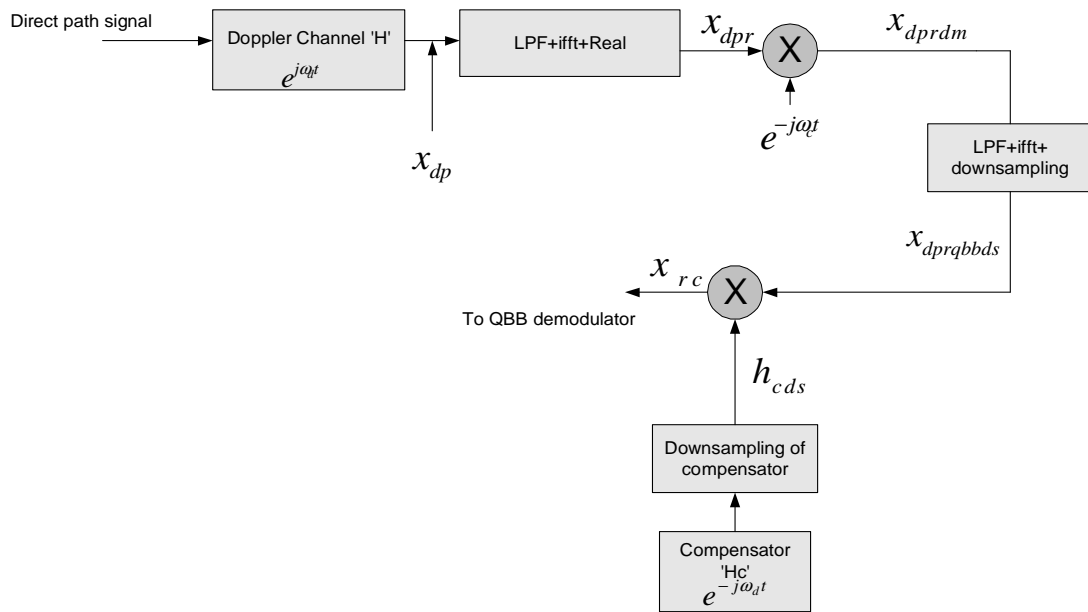 Direct path signal
Doppler Channel 'H'
e^{jω_d t}
x_{dp}
LPF+ifft+Real
x_{dpr}
X
e^{-jω_c t}
x_{dprdm}
LPF+ifft+
downsampling
x_{dprqbbds}
X
x_{rc}
To QBB demodulator
h_{cds}
Downsampling of
compensator
Compensator
'Hc'
e^{-jω_d t}